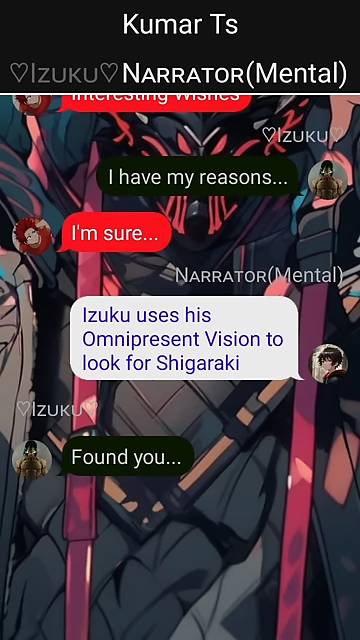 Kumar Ts
♡Izuku♡Narrator(Mental)
Interesting Wishes
♡Izuku♡
I have my reasons...
I'm sure...
Narrator(Mental)
Izuku uses his
Omnipresent Vision to
look for Shigaraki
♡Izuku♡
Found you...